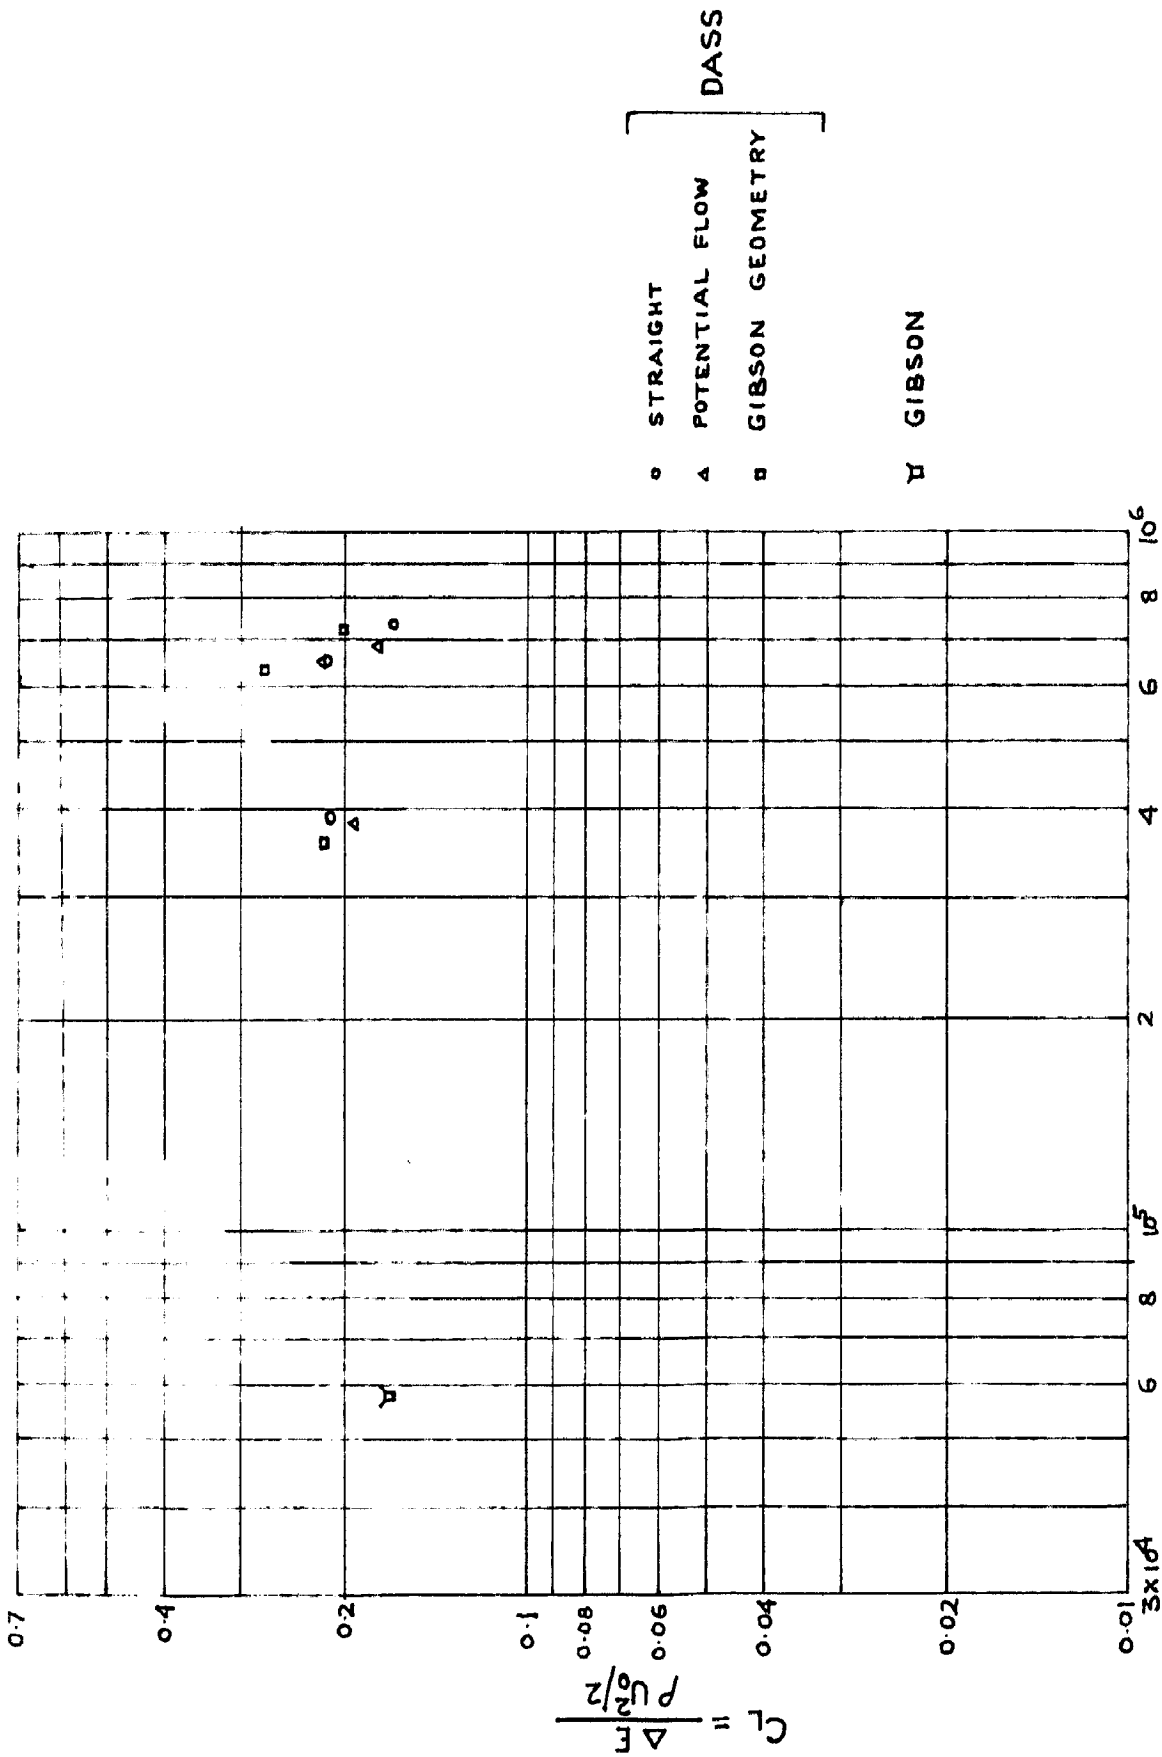 C_L = ΔE / ρ U₀²/2
0.7
0.4
0.2
0.1
0.08
0.06
0.04
0.02
0.01
3x10⁴
6
8
10⁵
2
4
6
8
10⁶
o STRAIGHT
△ POTENTIAL FLOW
□ GIBSON GEOMETRY
DASS
GIBSON